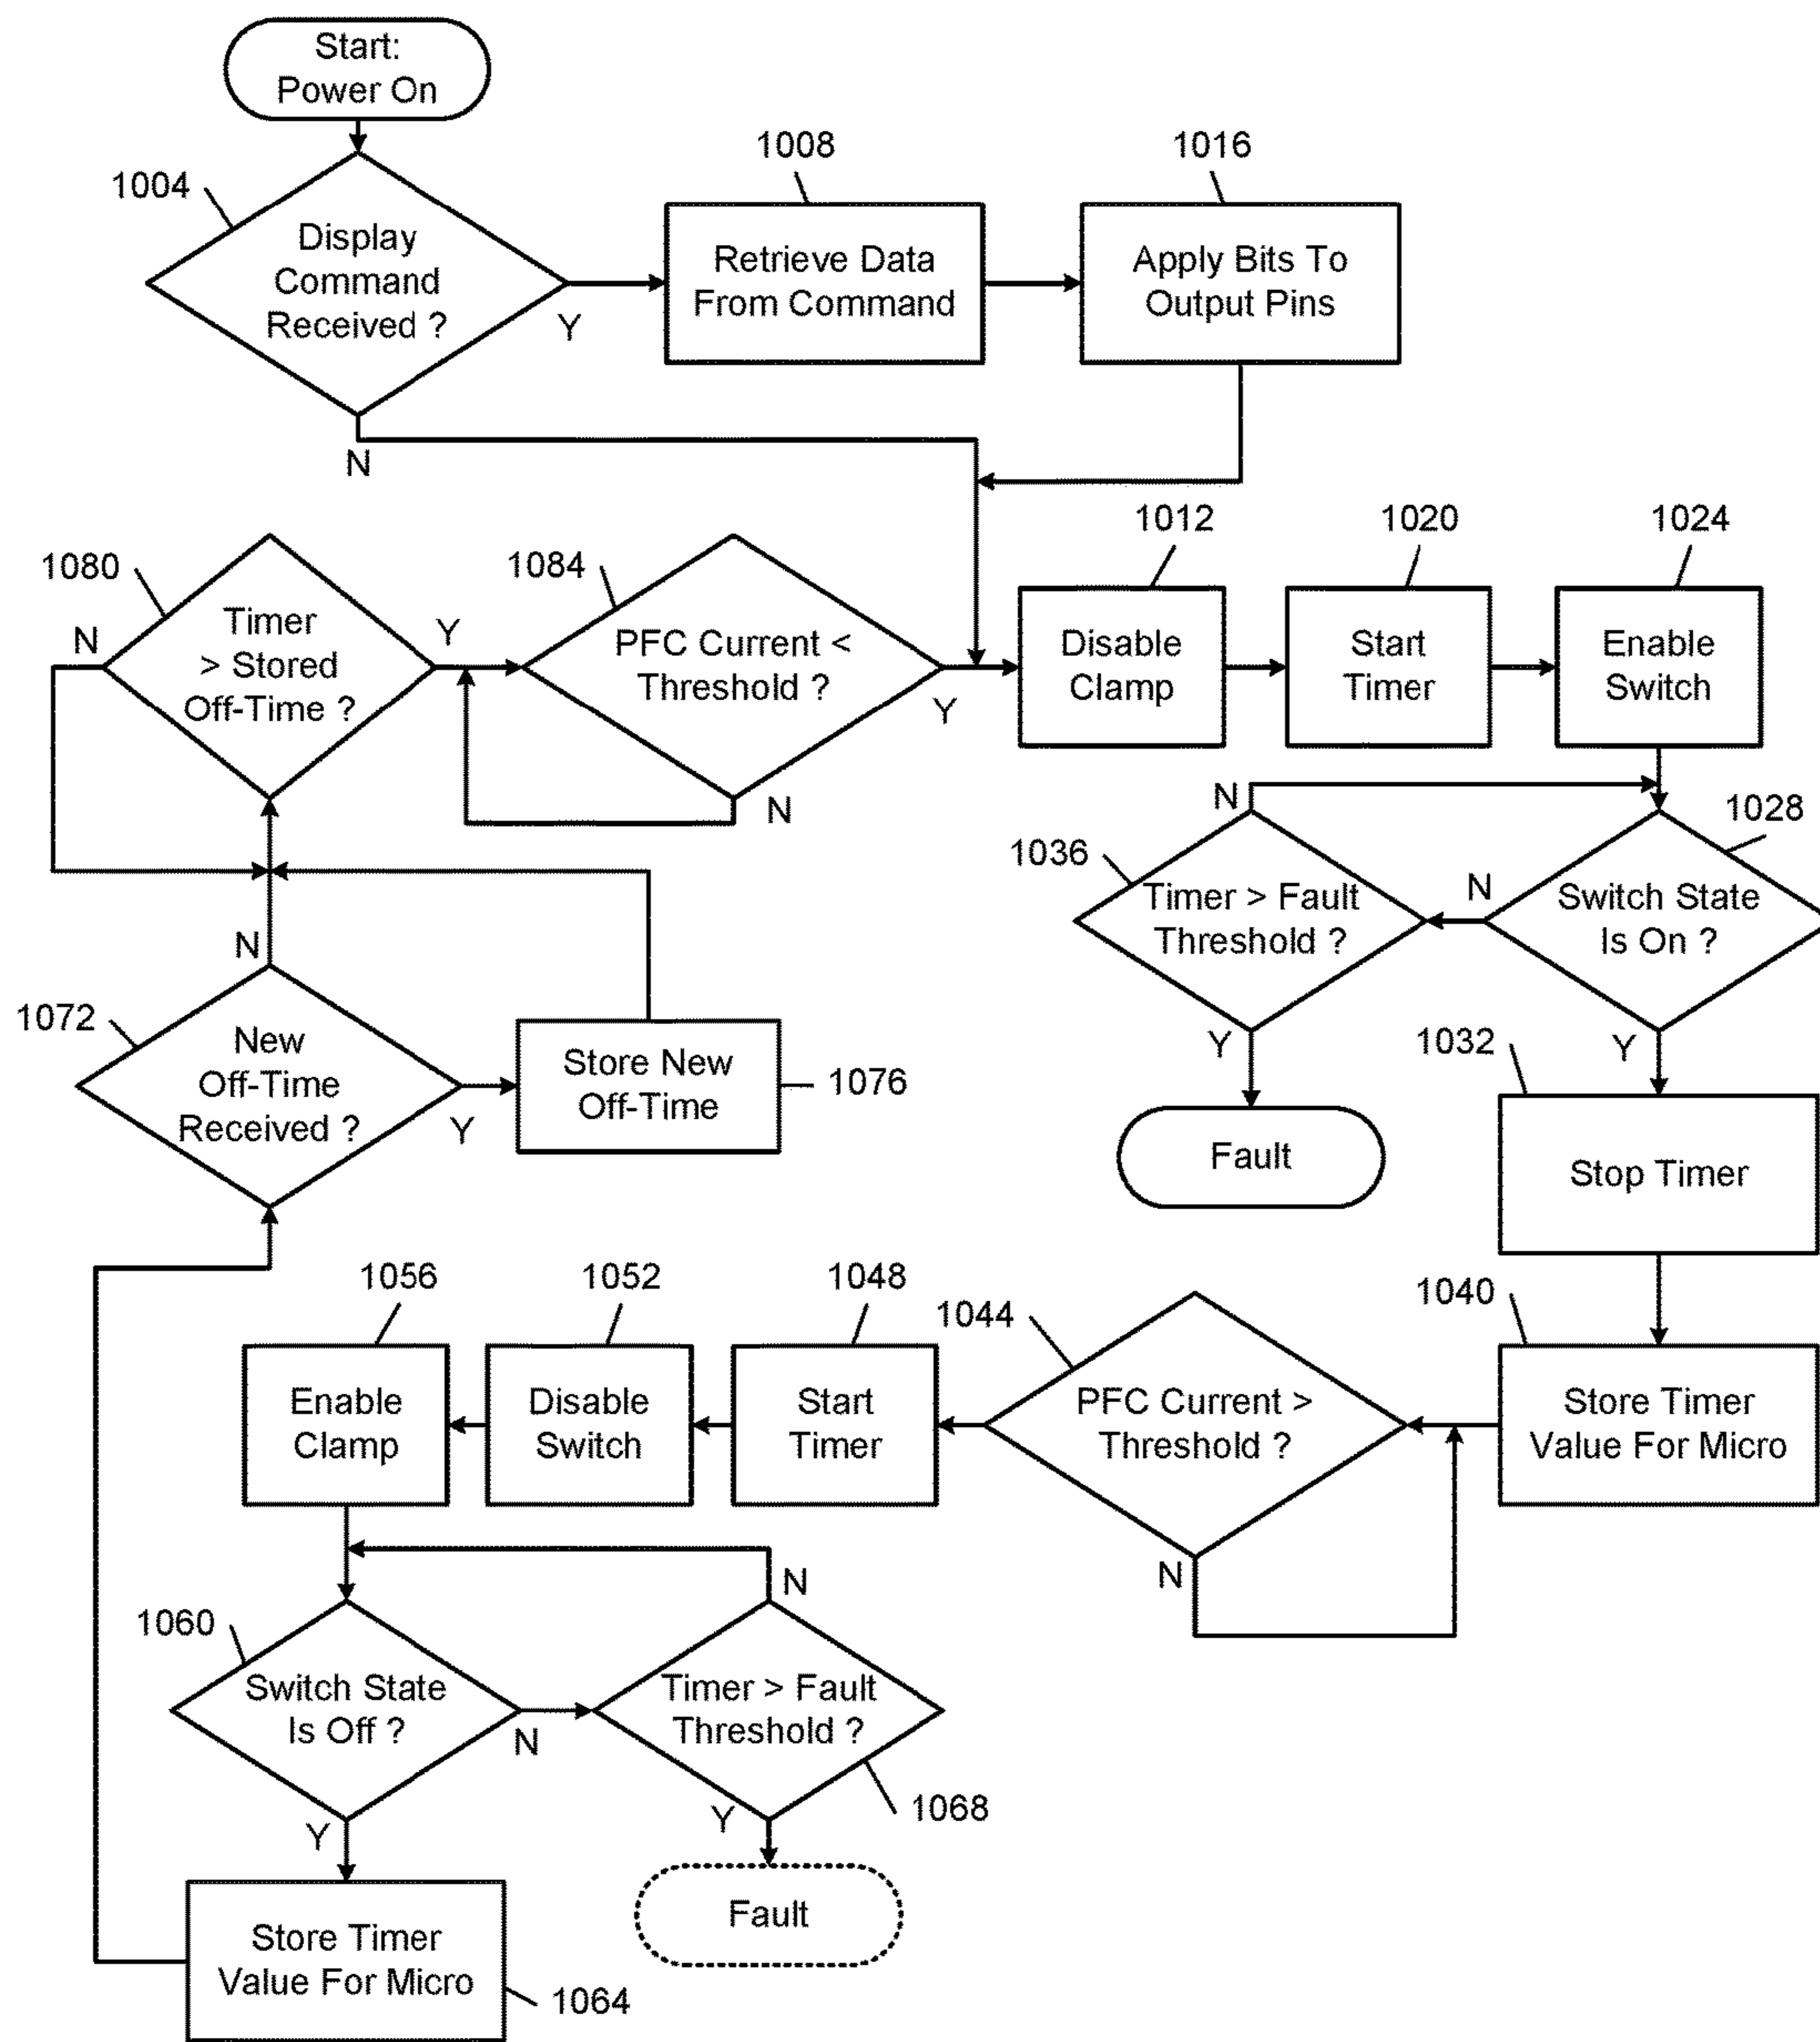 Start:
Power On
1004
Display
Command
Received ?
Y
N
1008
Retrieve Data
From Command
1016
Apply Bits To
Output Pins
1080
Timer
> Stored
Off-Time ?
N
Y
1084
PFC Current <
Threshold ?
Y
N
1012
Disable
Clamp
1020
Start
Timer
1024
Enable
Switch
1028
Switch State
Is On ?
N
Y
1036
Timer > Fault
Threshold ?
N
Y
Fault
1032
Stop Timer
1072
New
Off-Time
Received ?
N
Y
Store New
Off-Time
1076
1040
Store Timer
Value For Micro
1044
PFC Current >
Threshold ?
N
1048
Start
Timer
1052
Disable
Switch
1056
Enable
Clamp
1060
Switch State
Is Off ?
N
Y
Timer > Fault
Threshold ?
N
Y
1068
Fault
Store Timer
Value For Micro
1064